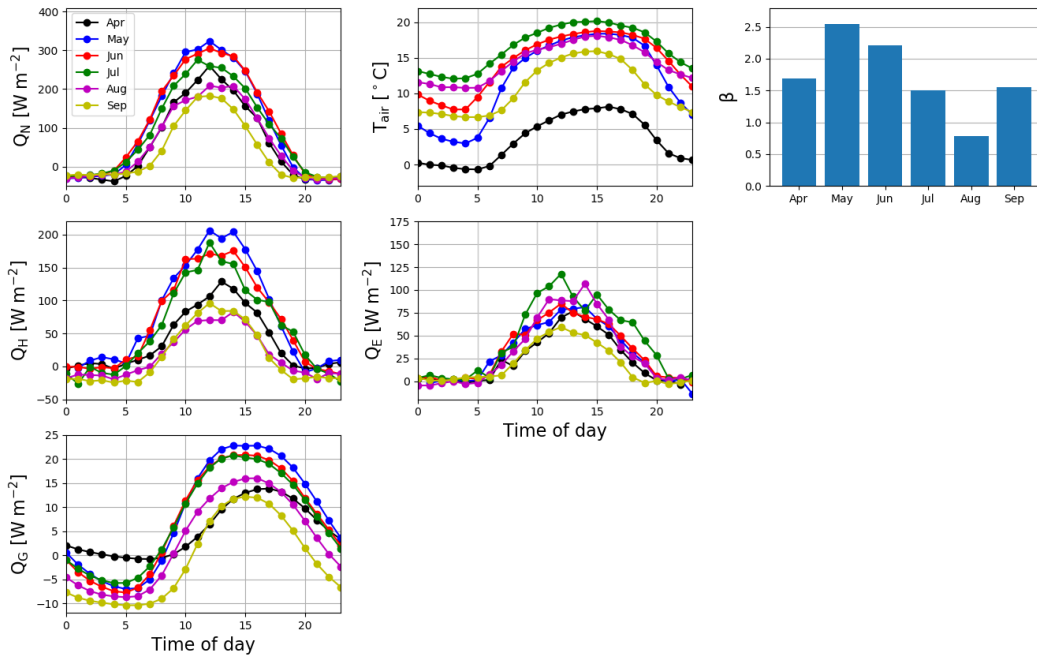 400
300
200
100
0
Q_N [W m⁻²]
Apr
May
Jun
Jul
Aug
Sep
0 5 10 15 20
20
15
10
5
0
T_air [° C]
0 5 10 15 20
2.5
2.0
1.5
1.0
0.5
0.0
β
Apr May Jun Jul Aug Sep
200
150
100
50
0
−50
Q_H [W m⁻²]
0 5 10 15 20
175
150
125
100
75
50
25
0
Q_E [W m⁻²]
0 5 10 15 20
Time of day
25
20
15
10
5
0
−5
−10
Q_G [W m⁻²]
0 5 10 15 20
Time of day